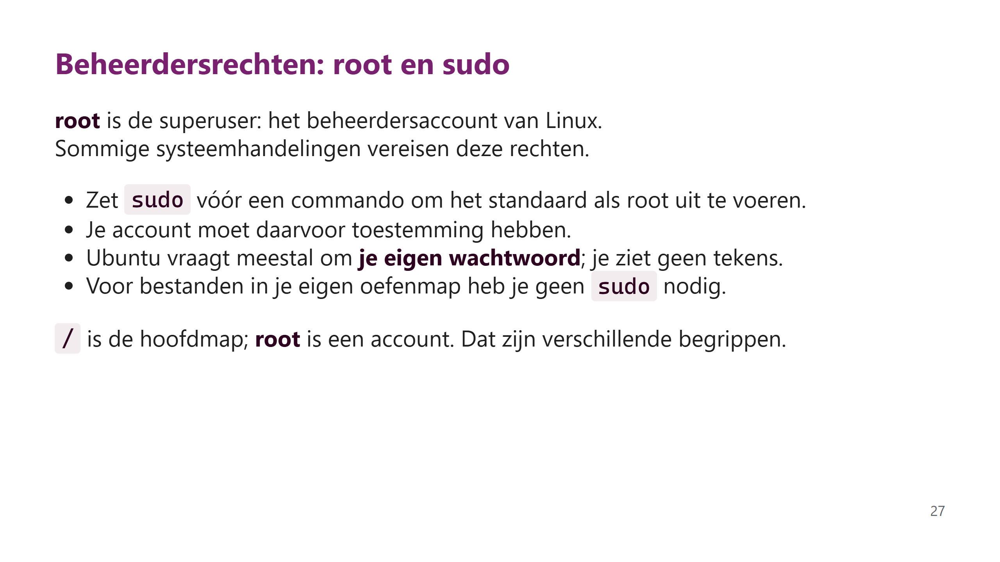 Beheerdersrechten: root en sudo
root is de superuser: het beheerdersaccount van Linux.
Sommige systeemhandelingen vereisen deze rechten.
• Zet sudo vóór een commando om het standaard als root uit te voeren.
• Je account moet daarvoor toestemming hebben.
• Ubuntu vraagt meestal om je eigen wachtwoord; je ziet geen tekens.
• Voor bestanden in je eigen oefenmap heb je geen sudo nodig.
/ is de hoofdmap; root is een account. Dat zijn verschillende begrippen.
27